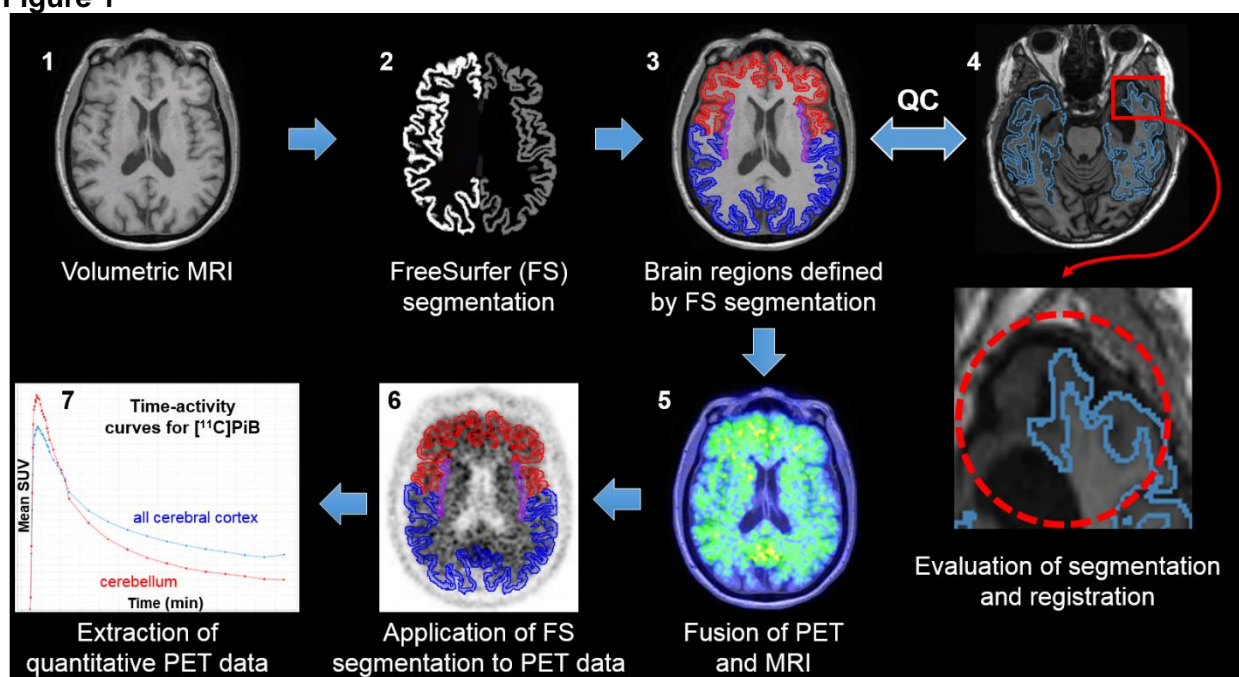 Figure 1
1
2
3
4
QC
Volumetric MRI
FreeSurfer (FS)
segmentation
Brain regions defined
by FS segmentation
7
Time-activity
curves for [¹¹C]PiB
Mean SUV
all cerebral cortex
cerebellum
Time (min)
6
5
Extraction of
quantitative PET data
Application of FS
segmentation to PET data
Fusion of PET
and MRI
Evaluation of segmentation
and registration